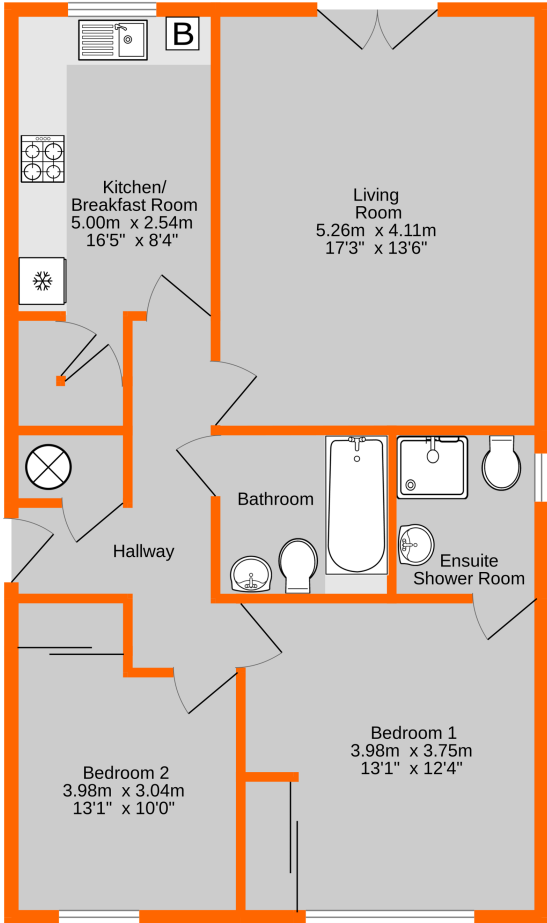 B
Kitchen/
Breakfast Room
5.00m x 2.54m
16'5" x 8'4"
Living
Room
5.26m x 4.11m
17'3" x 13'6"
Bathroom
Hallway
Ensuite
Shower Room
Bedroom 1
3.98m x 3.75m
13'1" x 12'4"
Bedroom 2
3.98m x 3.04m
13'1" x 10'0"